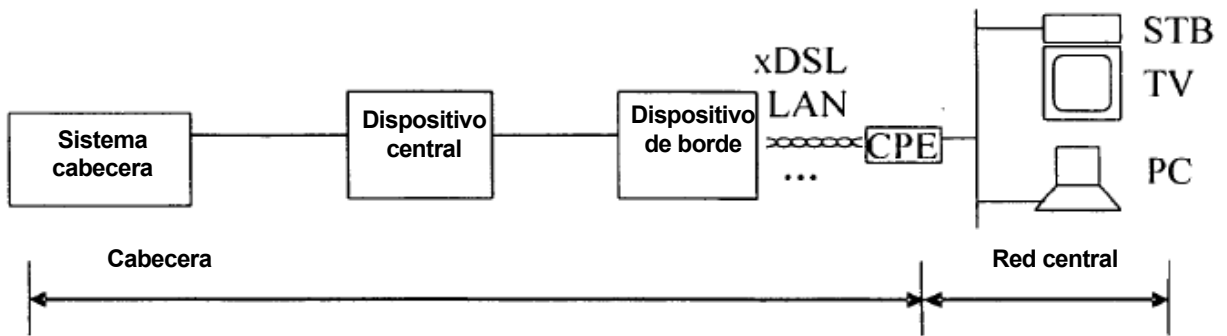 Sistema
cabecera
Dispositivo
central
Dispositivo
de borde
xDSL
LAN
...
CPE
STB
TV
PC
Cabecera
Red central